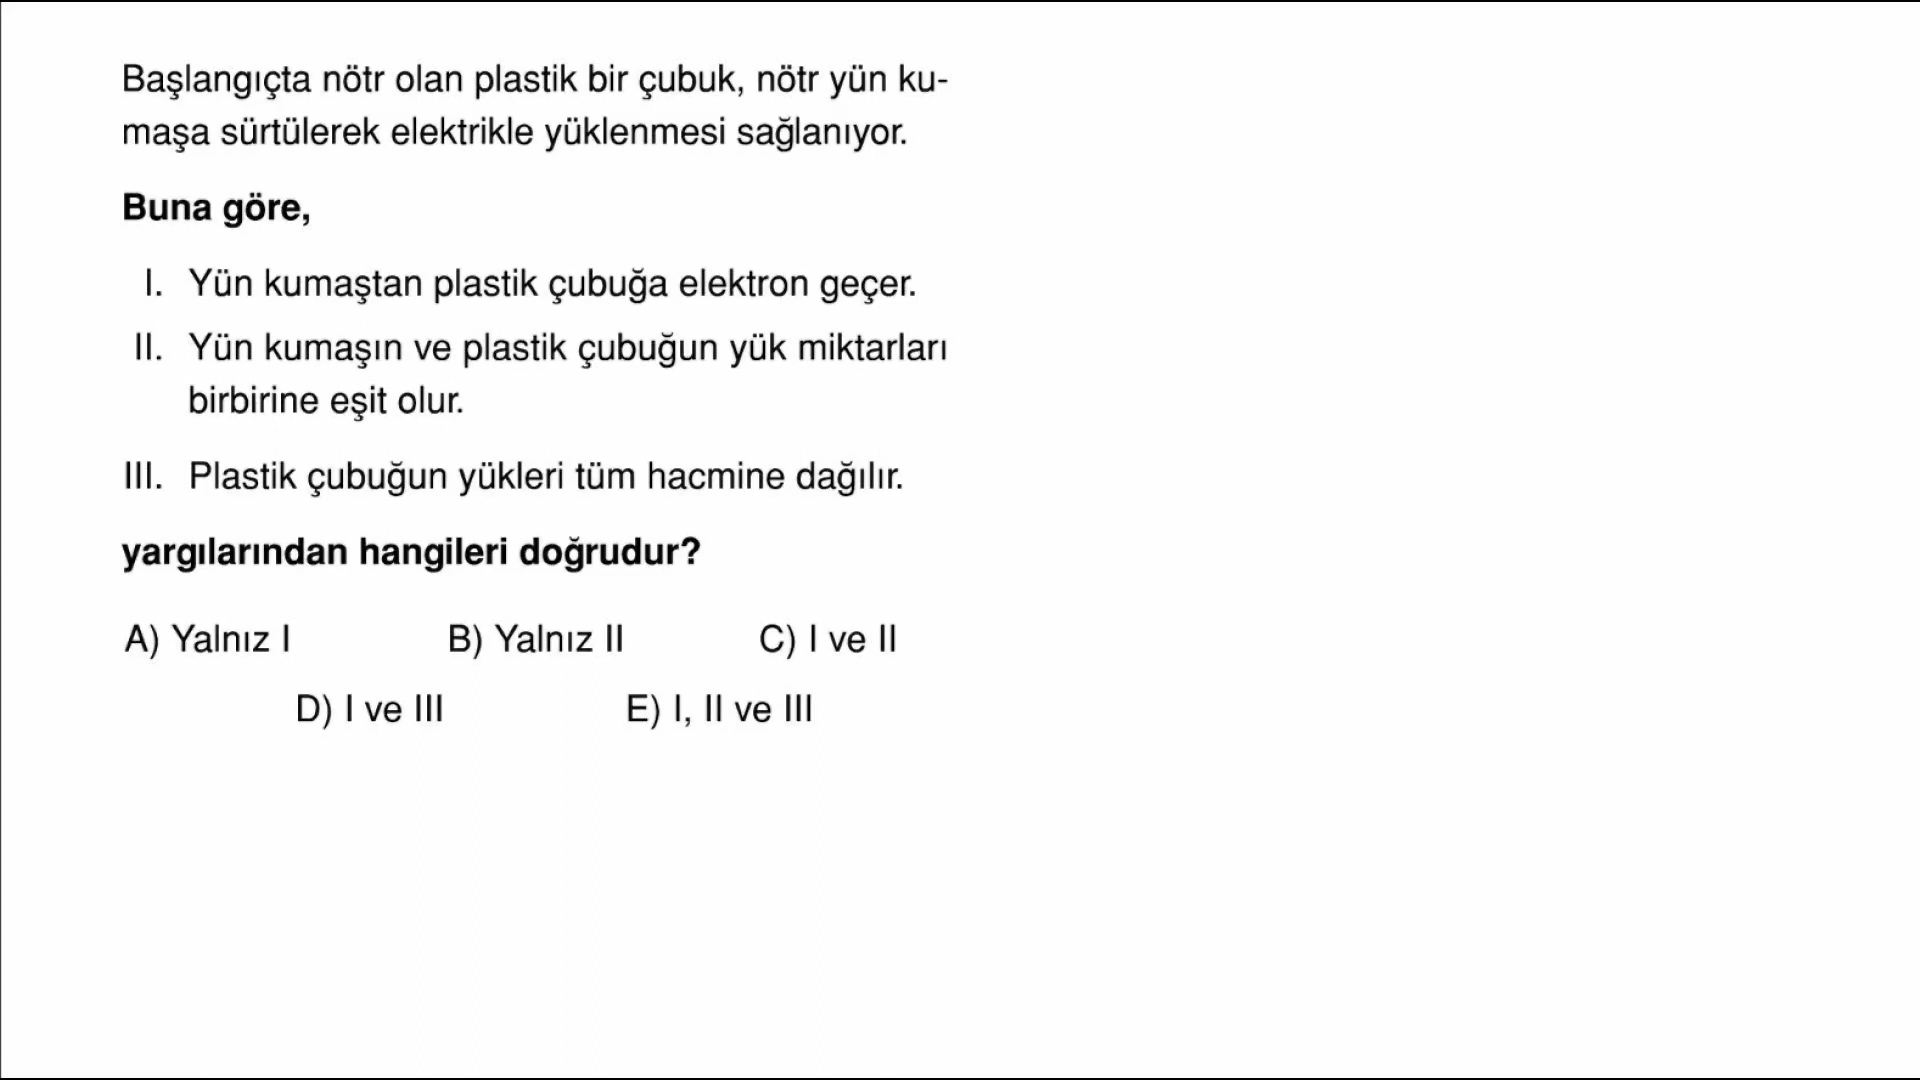 Başlangıçta nötr olan plastik bir çubuk, nötr yün ku-
maşa sürtülerek elektrikle yüklenmesi sağlanıyor.
Buna göre,
I. Yün kumaştan plastik çubuğa elektron geçer.
II. Yün kumaşın ve plastik çubuğun yük miktarları
birbirine eşit olur.
III. Plastik çubuğun yükleri tüm hacmine dağılır.
yargılarından hangileri doğrudur?
A) Yalnız I B) Yalnız II C) I ve II
D) I ve III E) I, II ve III